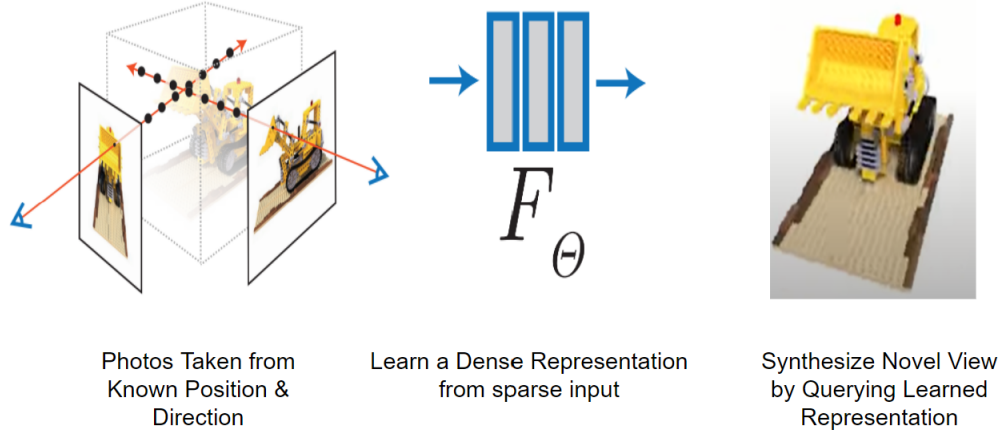 F
Θ
Photos Taken from
Known Position &
Direction
Learn a Dense Representation
from sparse input
Synthesize Novel View
by Querying Learned
Representation